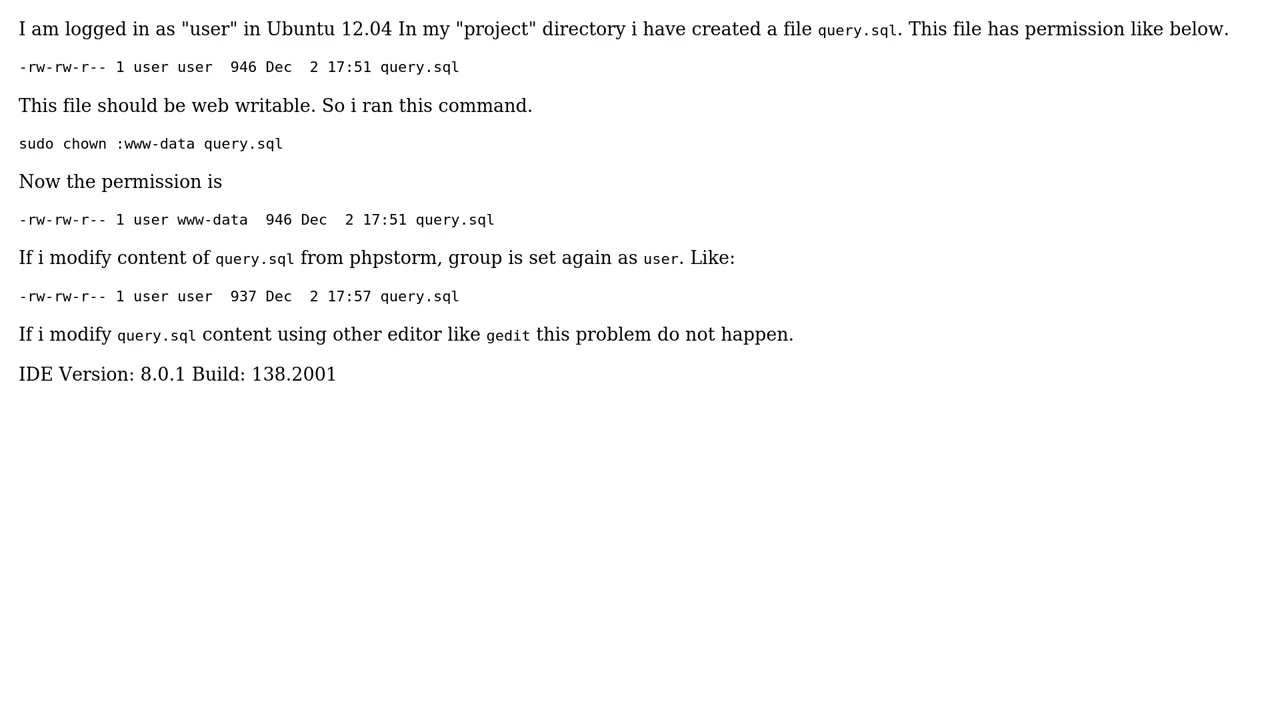 I am logged in as "user" in Ubuntu 12.04 In my "project" directory i have created a file query.sql. This file has permission like below.
-rw-rw-r-- 1 user user  946 Dec  2 17:51 query.sql
This file should be web writable. So i ran this command.
sudo chown :www-data query.sql
Now the permission is
-rw-rw-r-- 1 user www-data  946 Dec  2 17:51 query.sql
If i modify content of query.sql from phpstorm, group is set again as user. Like:
-rw-rw-r-- 1 user user  937 Dec  2 17:57 query.sql
If i modify query.sql content using other editor like gedit this problem do not happen.
IDE Version: 8.0.1 Build: 138.2001